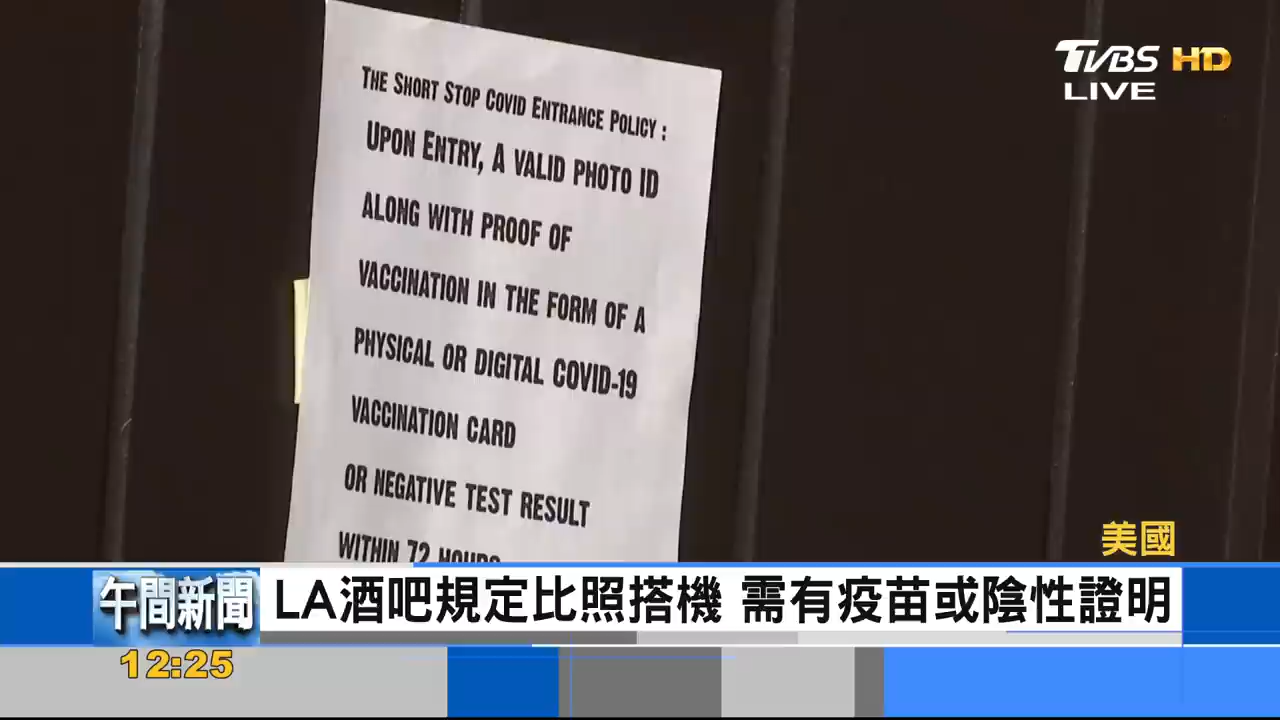 TVBS HD
LIVE
THE SHORT STOP COVID ENTRANCE POLICY :
UPON ENTRY, A VALID PHOTO ID
ALONG WITH PROOF OF
VACCINATION IN THE FORM OF A
PHYSICAL OR DIGITAL COVID-19
VACCINATION CARD
OR NEGATIVE TEST RESULT
WITHIN 72 HOURS
美國
午間新聞
LA酒吧規定比照搭機 需有疫苗或陰性證明
12:25